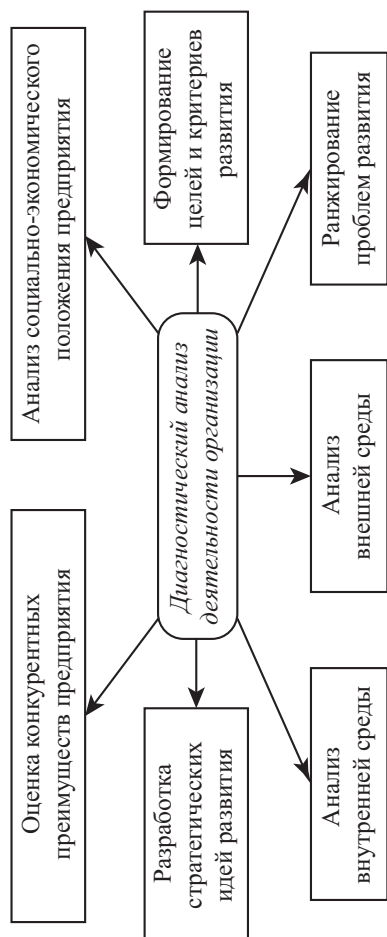 Оценка конкурентных
преимуществ предприятия
Анализ социально-экономического
положения предприятия
Разработка
стратегических
идей развития
Диагностический анализ
деятельности организации
Формирование
целей и критериев
развития
Анализ
внутренней среды
Анализ
внешней среды
Ранжирование
проблем развития